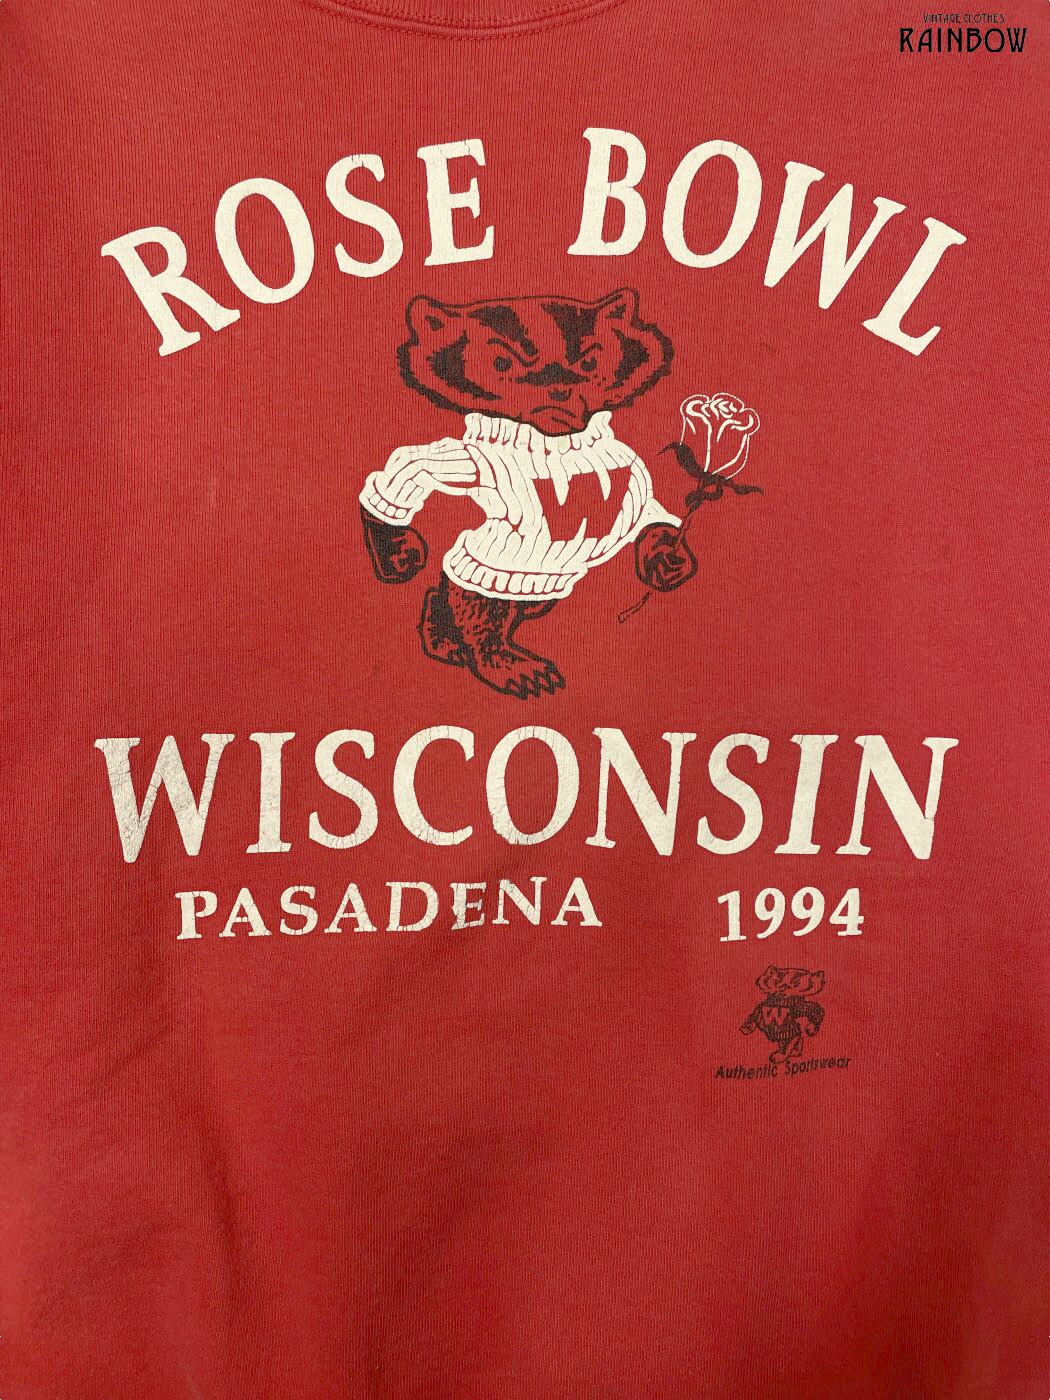 VINTAGE CLOTHES
RAINBOW
ROSE BOWL
W
WISCONSIN
PASADENA 1994
W
Authentic Sportswear